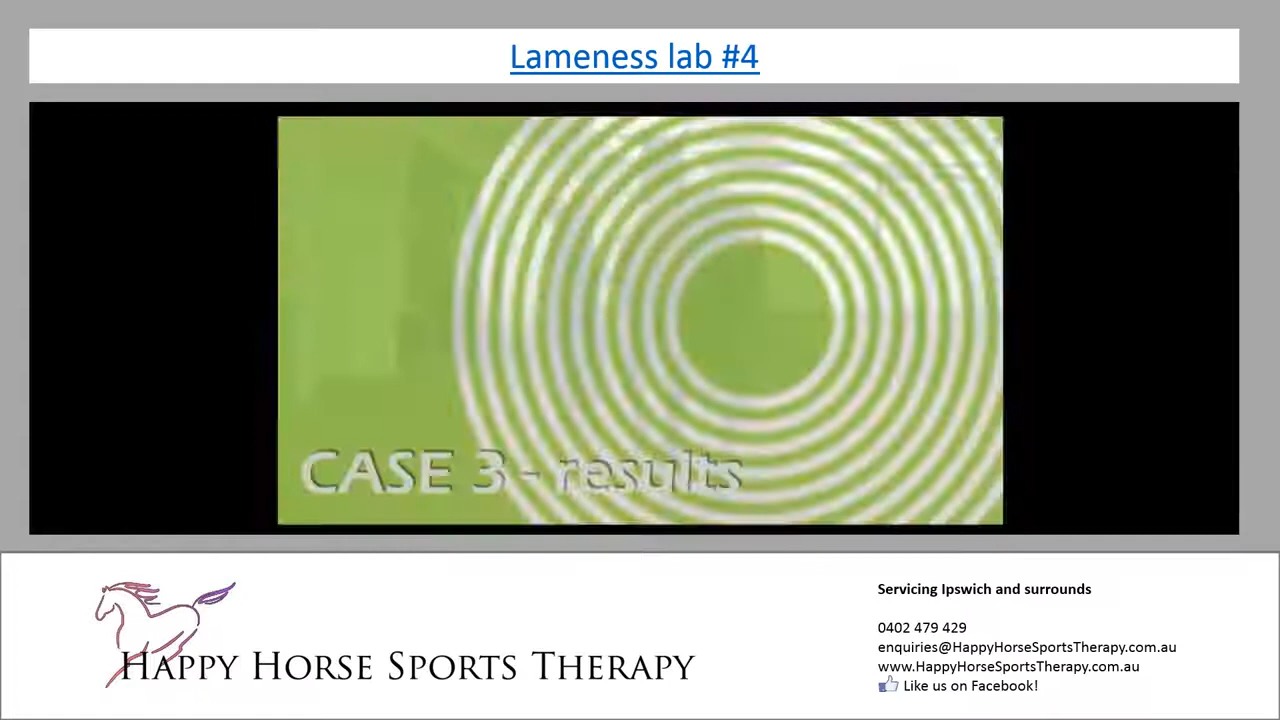 Lameness lab #4
CASE 3 - results
HAPPY HORSE SPORTS THERAPY
Servicing Ipswich and surrounds
0402 479 429
enquiries@HappyHorseSportsTherapy.com.au
www.HappyHorseSportsTherapy.com.au
Like us on Facebook!